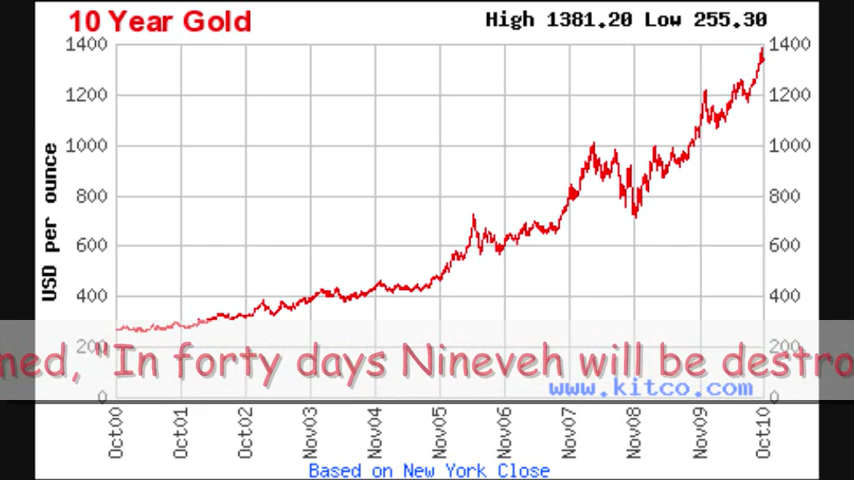 10 Year Gold
High 1381.20 Low 255.30
1400 1400
1200 1200
1000 1000
800 800
600 600
400 400
200 200
0 0
USD per ounce
med, "In forty days Nineveh will be destro
www.kitco.com
Oct00 Oct01 Oct02 Nov03 Nov04 Nov05 Nov06 Nov07 Nov08 Nov09 Oct10
Based on New York Close